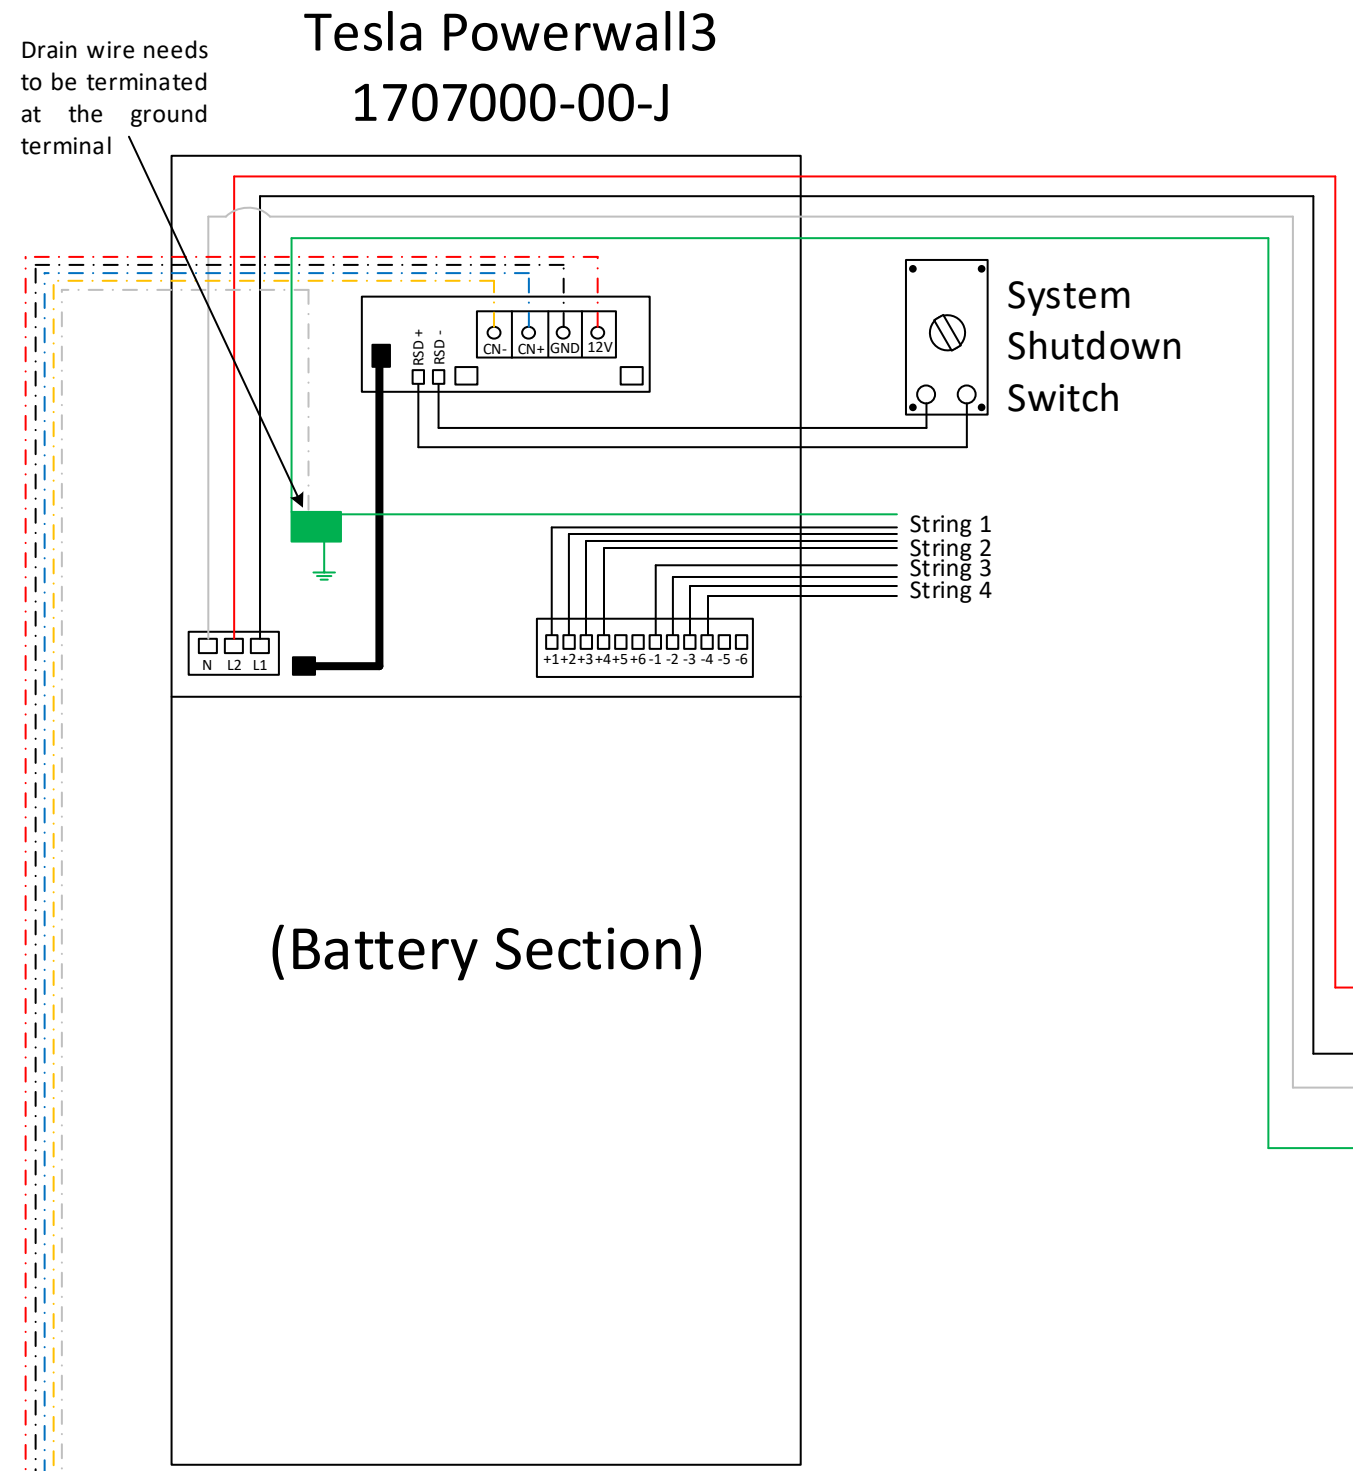 Tesla Powerwall3
1707000-00-J
Drain wire needs
to be terminated
at the ground
terminal
System
Shutdown
Switch
RSD +
RSD -
CN- CN+ GND 12V
String 1
String 2
String 3
String 4
N L2 L1
+1 +2 +3 +4 +5 +6 -1 -2 -3 -4 -5 -6
(Battery Section)